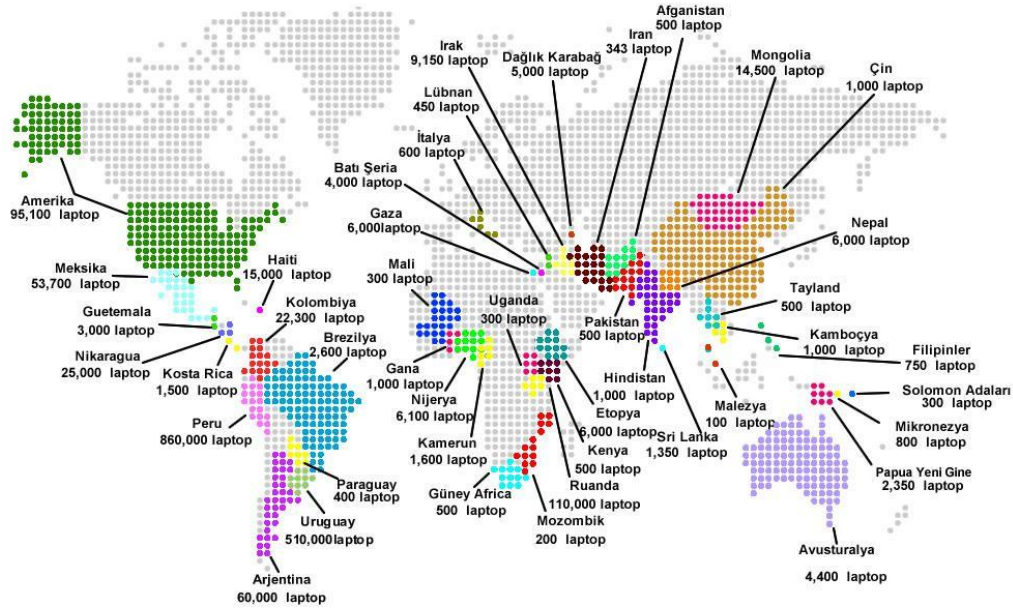 Afganistan
500 laptop
Iran
343 laptop
Irak
9,150 laptop
Dağlık Karabağ
5,000 laptop
Mongolia
14,500 laptop
Çin
1,000 laptop
Lübnan
450 laptop
İtalya
600 laptop
Batı Şeria
4,000 laptop
Amerika
95,100 laptop
Gaza
6,000laptop
Nepal
6,000 laptop
Meksika
53,700 laptop
Haiti
15,000 laptop
Mali
300 laptop
Tayland
500 laptop
Kolombiya
22,300 laptop
Uganda
300 laptop
Guetemala
3,000 laptop
Pakistan
500 laptop
Kamboçya
1,000 laptop
Brezilya
2,600 laptop
Filipinler
750 laptop
Nikaragua
25,000 laptop
Kosta Rica
1,500 laptop
Gana
1,000 laptop
Hindistan
1,000 laptop
Malezya
100 laptop
Solomon Adaları
300 laptop
Nijerya
6,100 laptop
Etopya
6,000 laptop
Sri Lanka
1,350 laptop
Peru
860,000 laptop
Mikronezya
800 laptop
Kamerun
1,600 laptop
Kenya
500 laptop
Papua Yeni Gine
2,350 laptop
Paraguay
400 laptop
Güney Africa
500 laptop
Ruanda
110,000 laptop
Uruguay
510,000laptop
Mozombik
200 laptop
Avusturalya
4,400 laptop
Arjentina
60,000 laptop